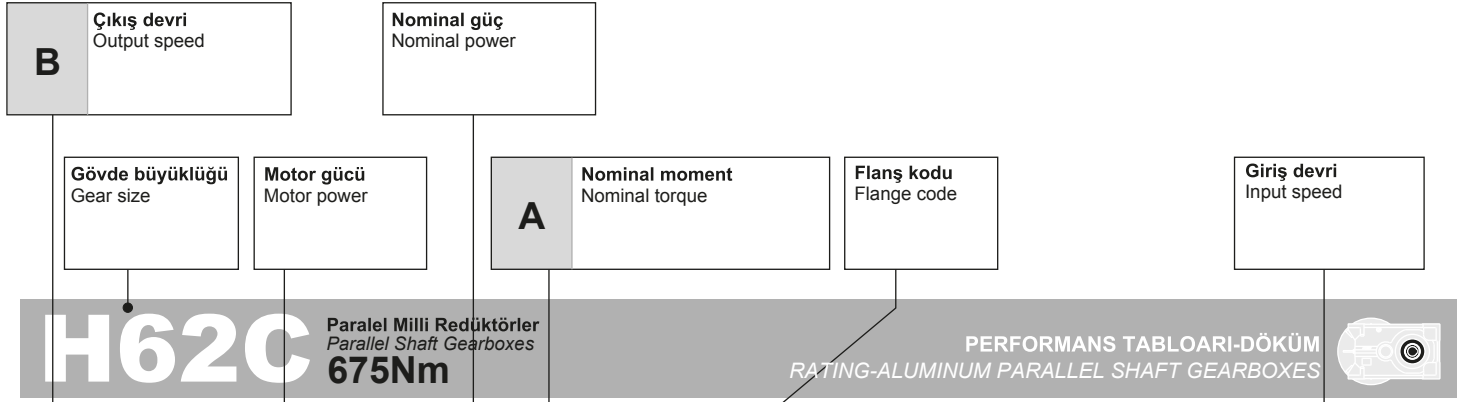 B
Çıkış devri
Output speed
Nominal güç
Nominal power
Gövde büyüklüğü
Gear size
Motor gücü
Motor power
A
Nominal moment
Nominal torque
Flanş kodu
Flange code
Giriş devri
Input speed
H62C
Paralel Milli Redüktörler
Parallel Shaft Gearboxes
675Nm
PERFORMANS TABLOARI-DÖKÜM
RATING-ALUMINUM PARALLEL SHAFT GEARBOXES